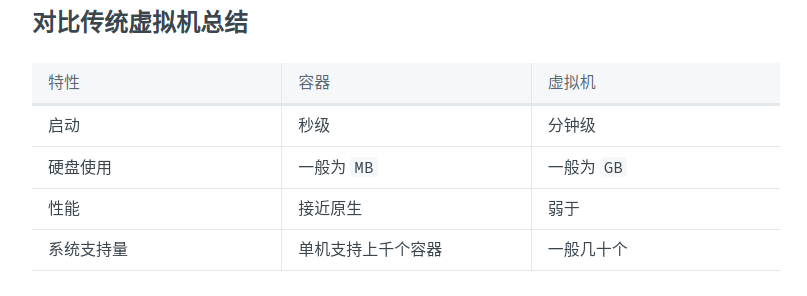 对比传统虚拟机总结
特性 容器 虚拟机
启动 秒级 分钟级
硬盘使用 一般为 MB 一般为 GB
性能 接近原生 弱于
系统支持量 单机支持上千个容器 一般几十个